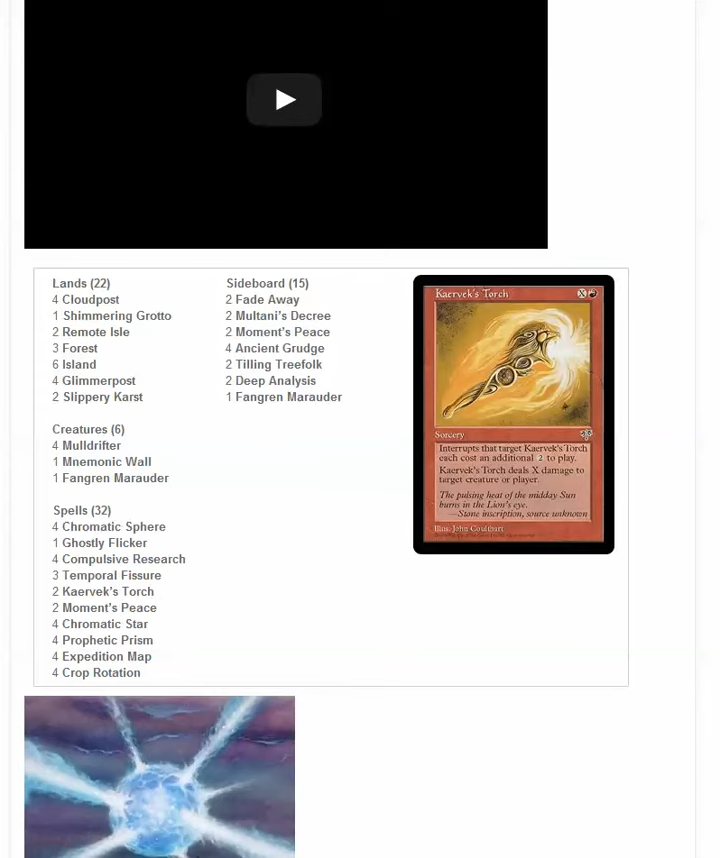 Lands (22)
4 Cloudpost
1 Shimmering Grotto
2 Remote Isle
3 Forest
6 Island
4 Glimmerpost
2 Slippery Karst
Creatures (6)
4 Mulldrifter
1 Mnemonic Wall
1 Fangren Marauder
Spells (32)
4 Chromatic Sphere
1 Ghostly Flicker
4 Compulsive Research
3 Temporal Fissure
2 Kaervek's Torch
2 Moment's Peace
4 Chromatic Star
4 Prophetic Prism
4 Expedition Map
4 Crop Rotation
Sideboard (15)
2 Fade Away
2 Multani's Decree
2 Moment's Peace
4 Ancient Grudge
2 Tilling Treefolk
2 Deep Analysis
1 Fangren Marauder
Kaervek's Torch X
Sorcery
Interrupts that target Kaervek's Torch
each cost an additional 2 to play.
Kaervek's Torch deals X damage to
target creature or player.
The pulsing heat of the midday Sun
burns in the Lion's eye.
—Stone inscription, source unknown
Illus. John Coulthart